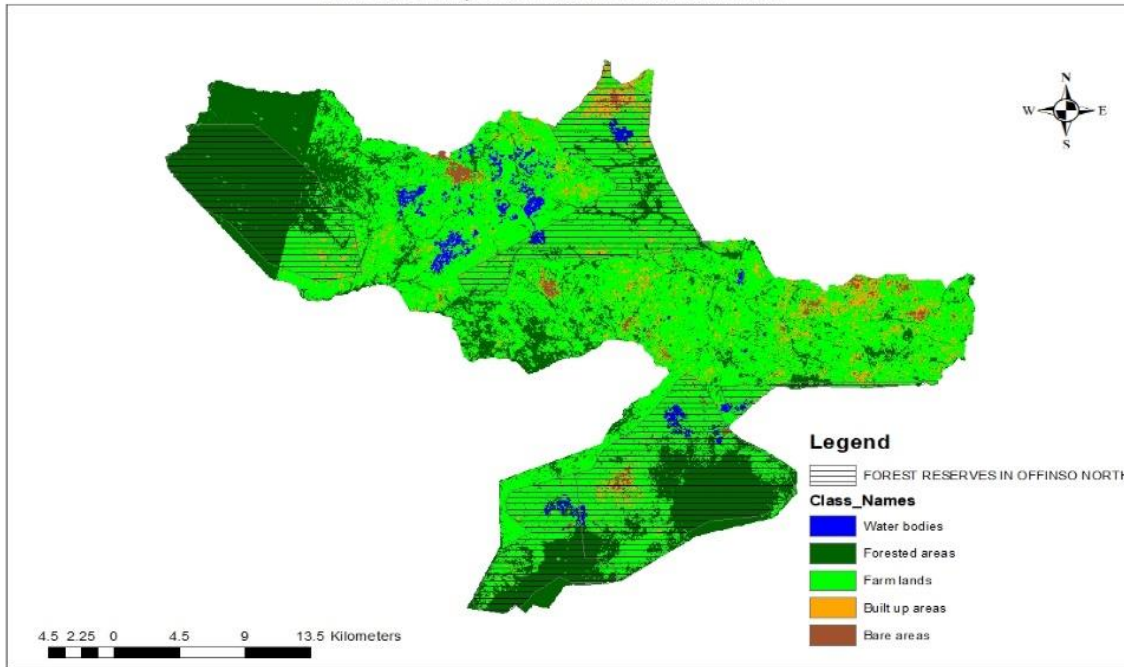 N
W E
S
Legend
FOREST RESERVES IN OFFINSO NORTH
Class_Names
Water bodies
Forested areas
Farm lands
Built up areas
Bare areas
4.5 2.25 0 4.5 9 13.5 Kilometers